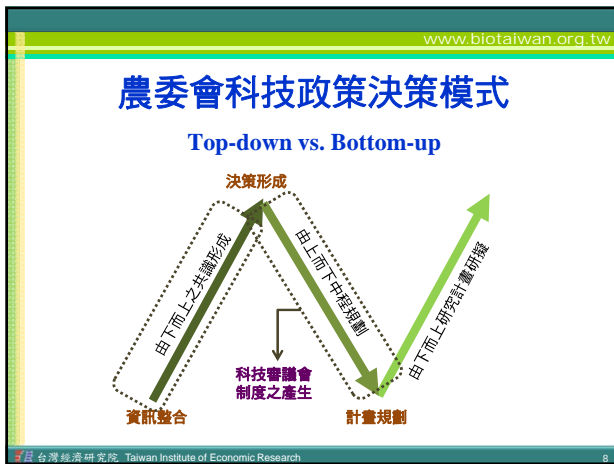 www.biotaiwan.org.tw
農委會科技政策決策模式
Top-down vs. Bottom-up
決策形成
由下而上之共識形成
由上而下中程規劃
由下而上研究計畫研擬
科技審議會
制度之產生
資訊整合
計畫規劃
台灣經濟研究院 Taiwan Institute of Economic Research
8